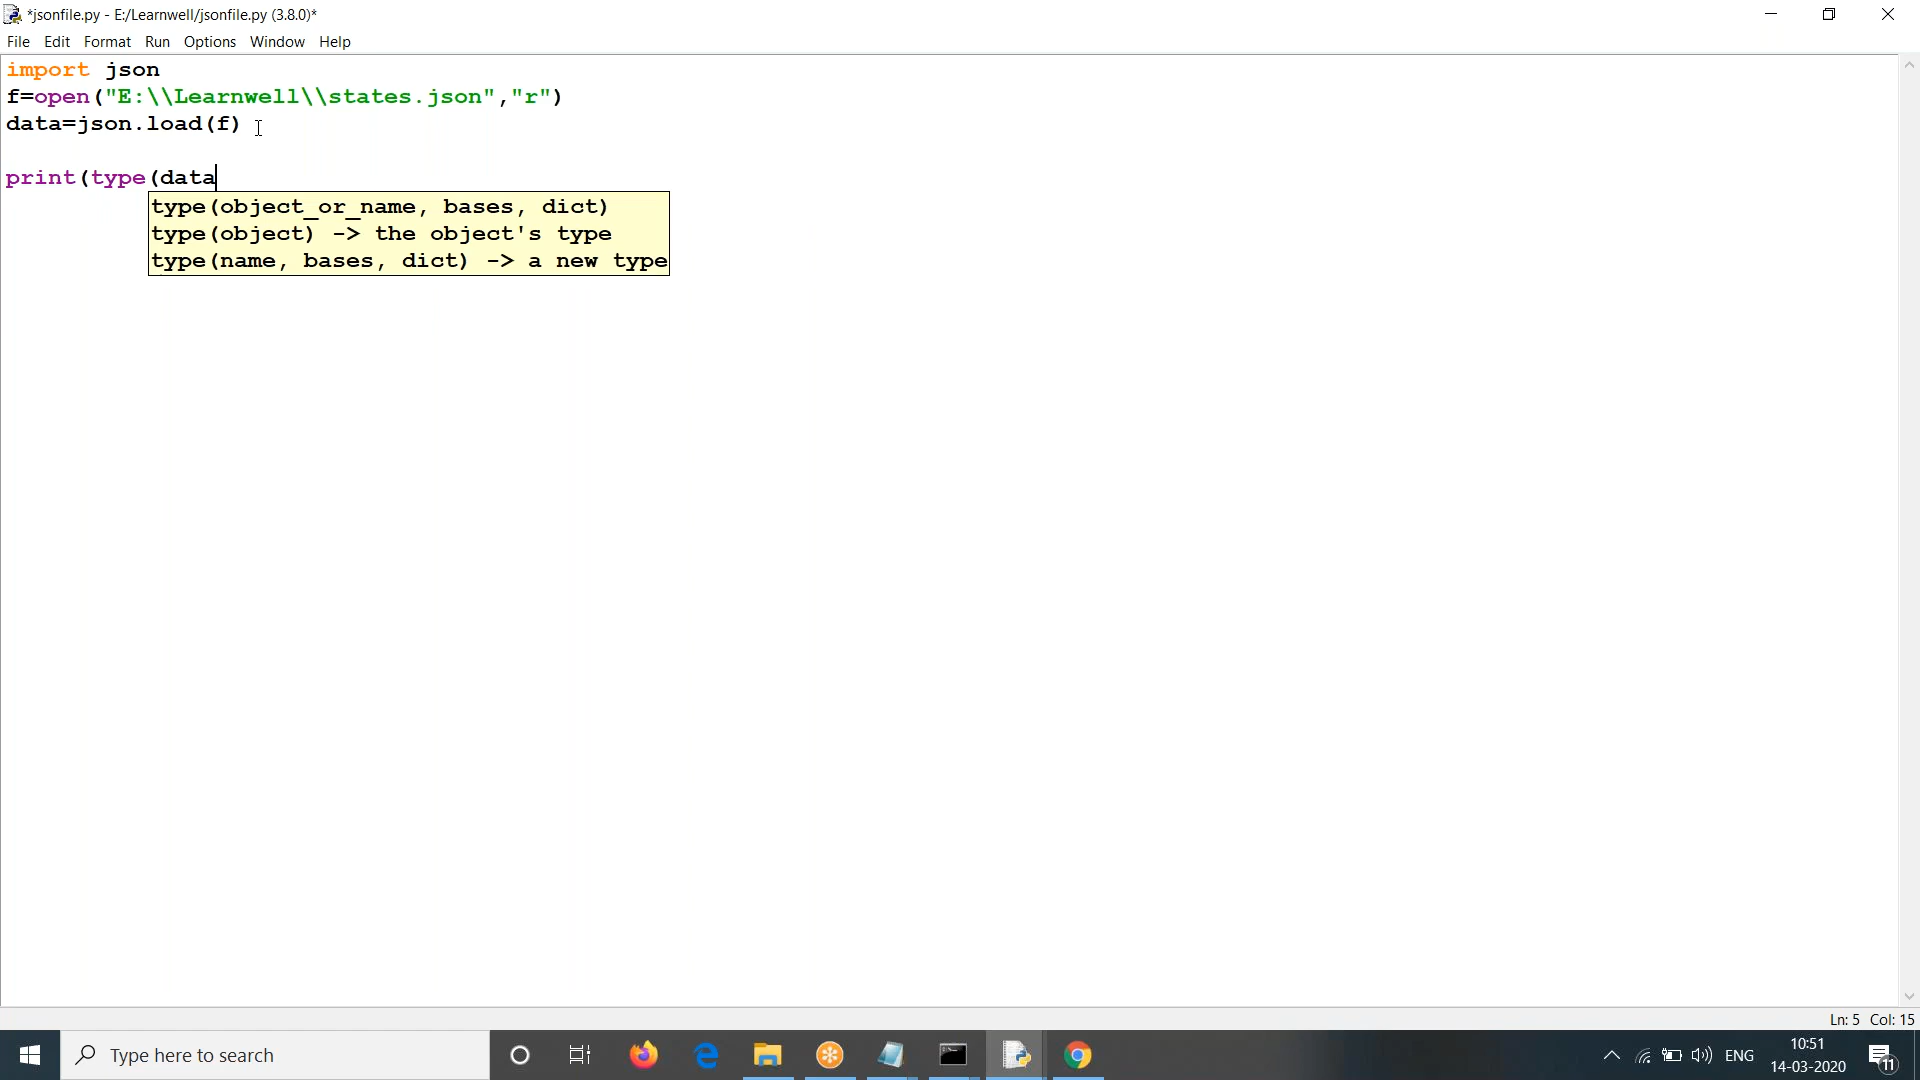 *jsonfile.py - E:/Learnwell/jsonfile.py (3.8.0)*
File Edit Format Run Options Window Help
import json
f=open("E:\\Learnwell\\states.json","r")
data=json.load(f)
print(type(data
type(object_or_name, bases, dict)
type(object) -> the object's type
type(name, bases, dict) -> a new type
Ln: 5 Col: 15
Type here to search
ENG
10:51
14-03-2020
11